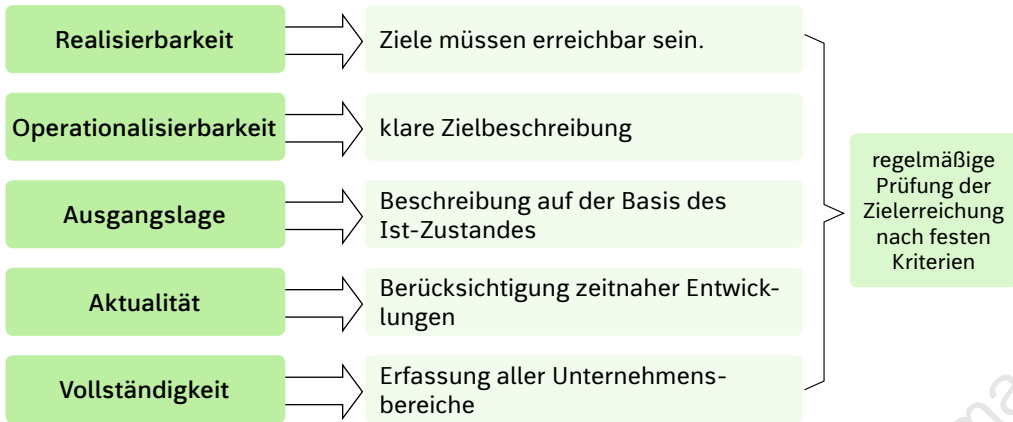 Realisierbarkeit
Ziele müssen erreichbar sein.
Operationalisierbarkeit
klare Zielbeschreibung
Ausgangslage
Beschreibung auf der Basis des
Ist-Zustandes
Aktualität
Berücksichtigung zeitnaher Entwick-
lungen
Vollständigkeit
Erfassung aller Unternehmens-
bereiche
regelmäßige
Prüfung der
Zielerreichung
nach festen
Kriterien